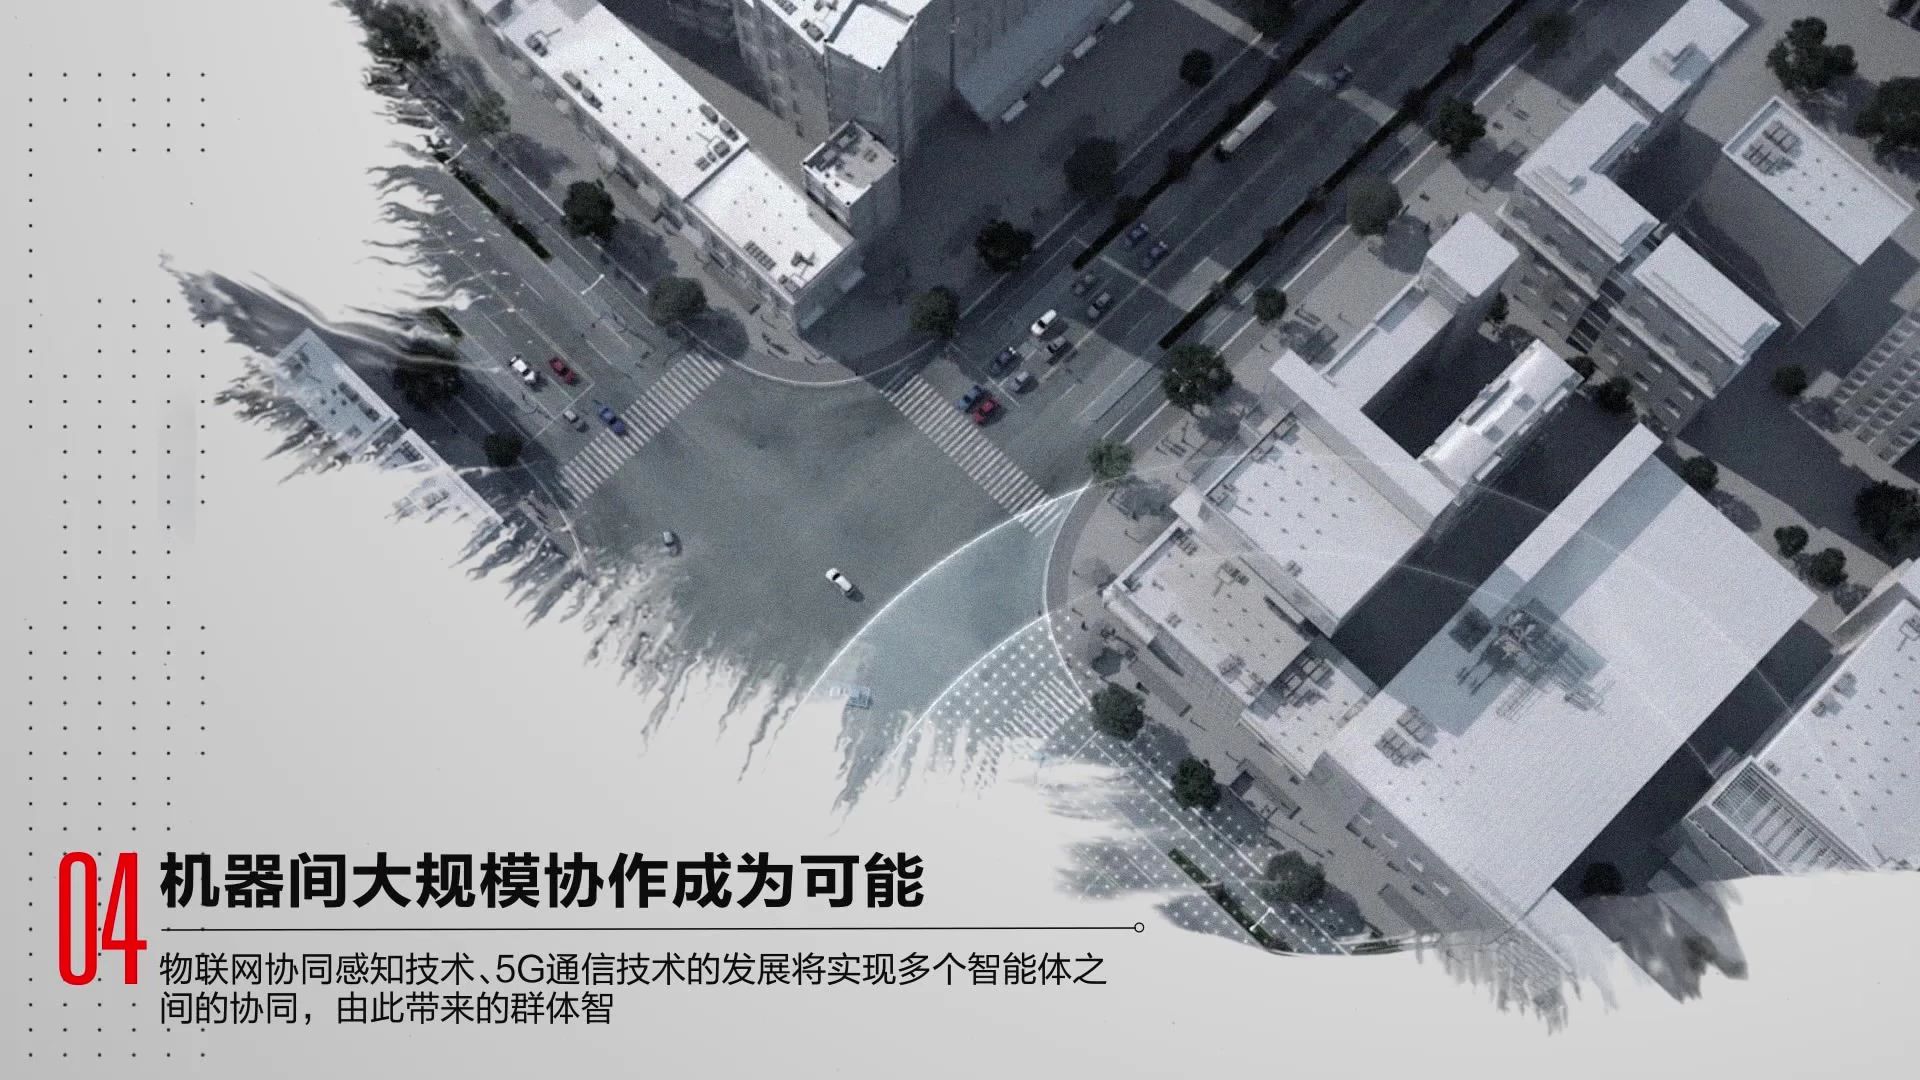 04
机器间大规模协作成为可能
物联网协同感知技术、5G通信技术的发展将实现多个智能体之
间的协同，由此带来的群体智